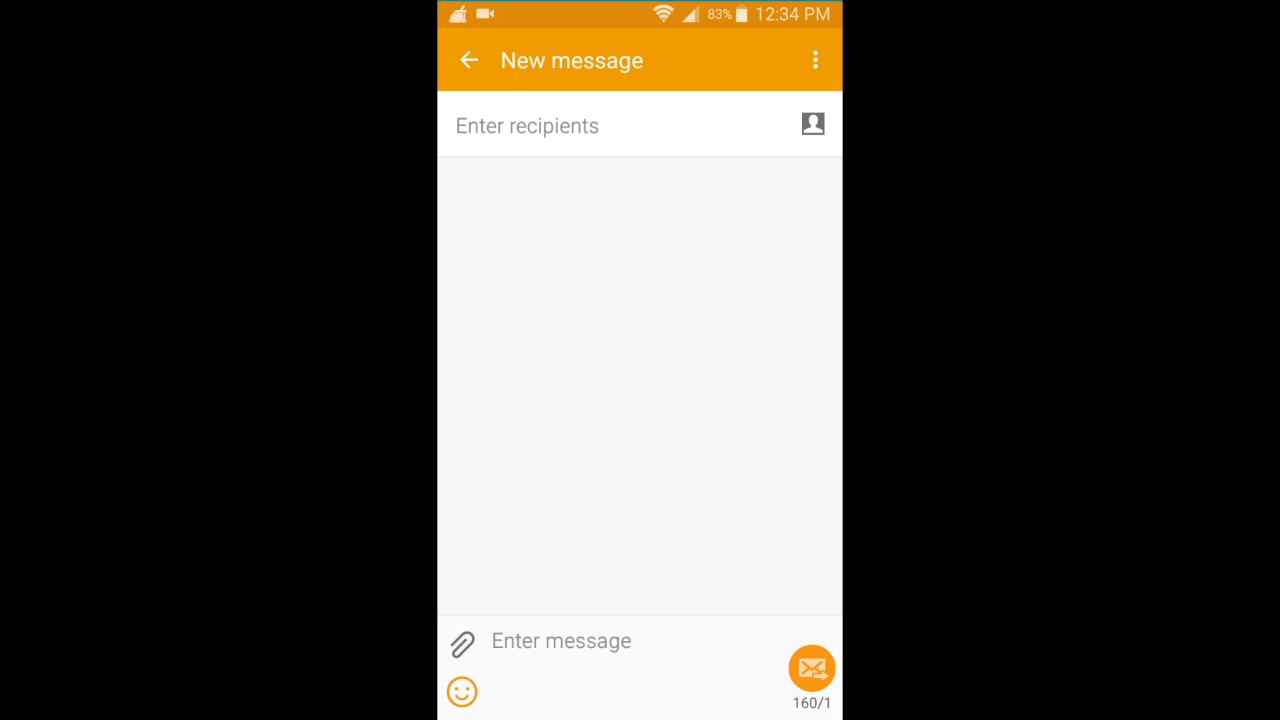 83% 12:34 PM
New message
Enter recipients
Enter message
160/1